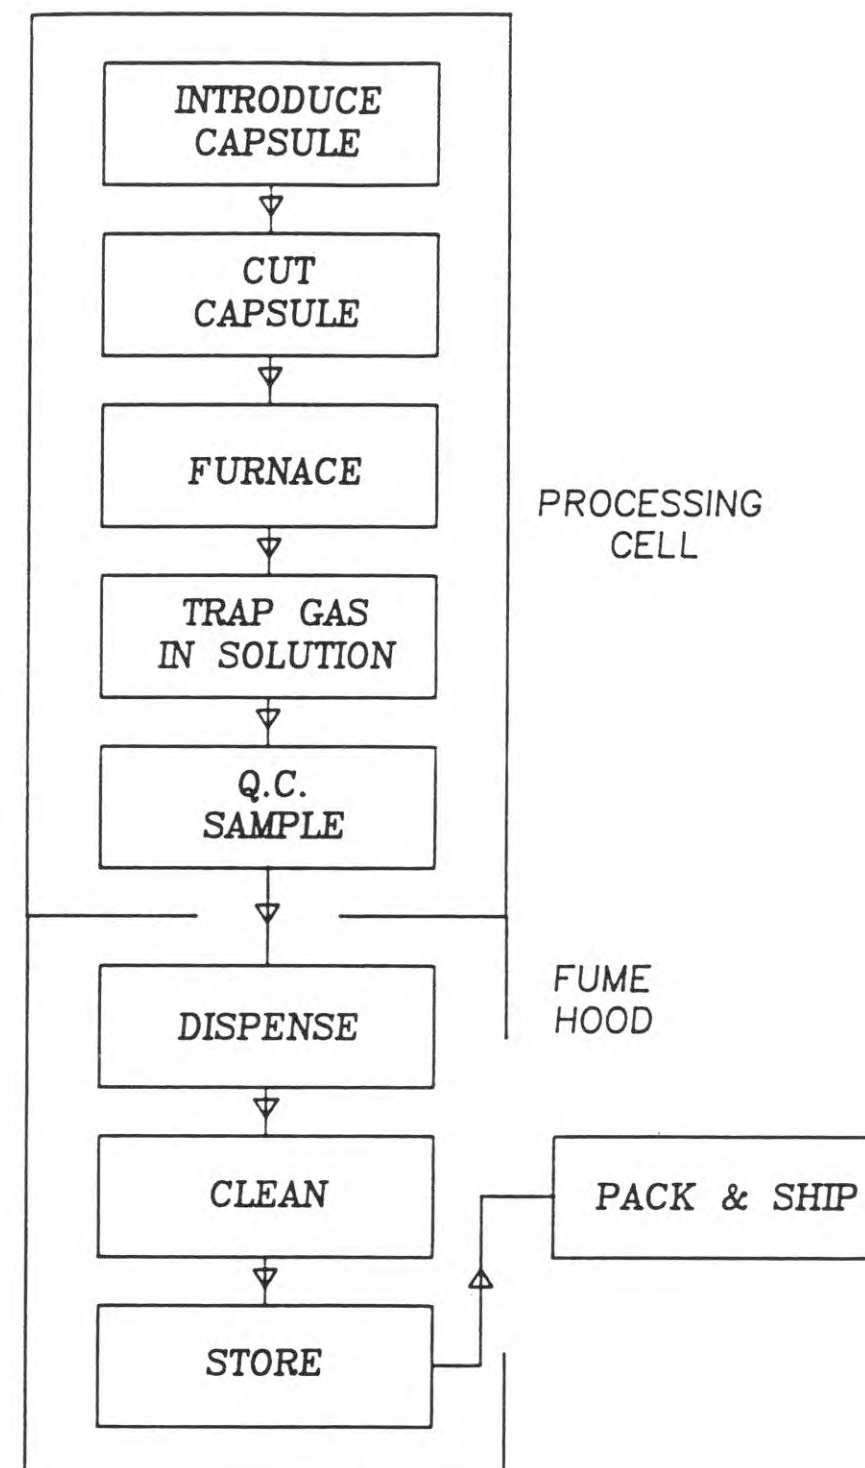 INTRODUCE
CAPSULE
CUT
CAPSULE
FURNACE
PROCESSING
CELL
TRAP GAS
IN SOLUTION
Q.C.
SAMPLE
FUME
HOOD
DISPENSE
CLEAN
PACK & SHIP
STORE